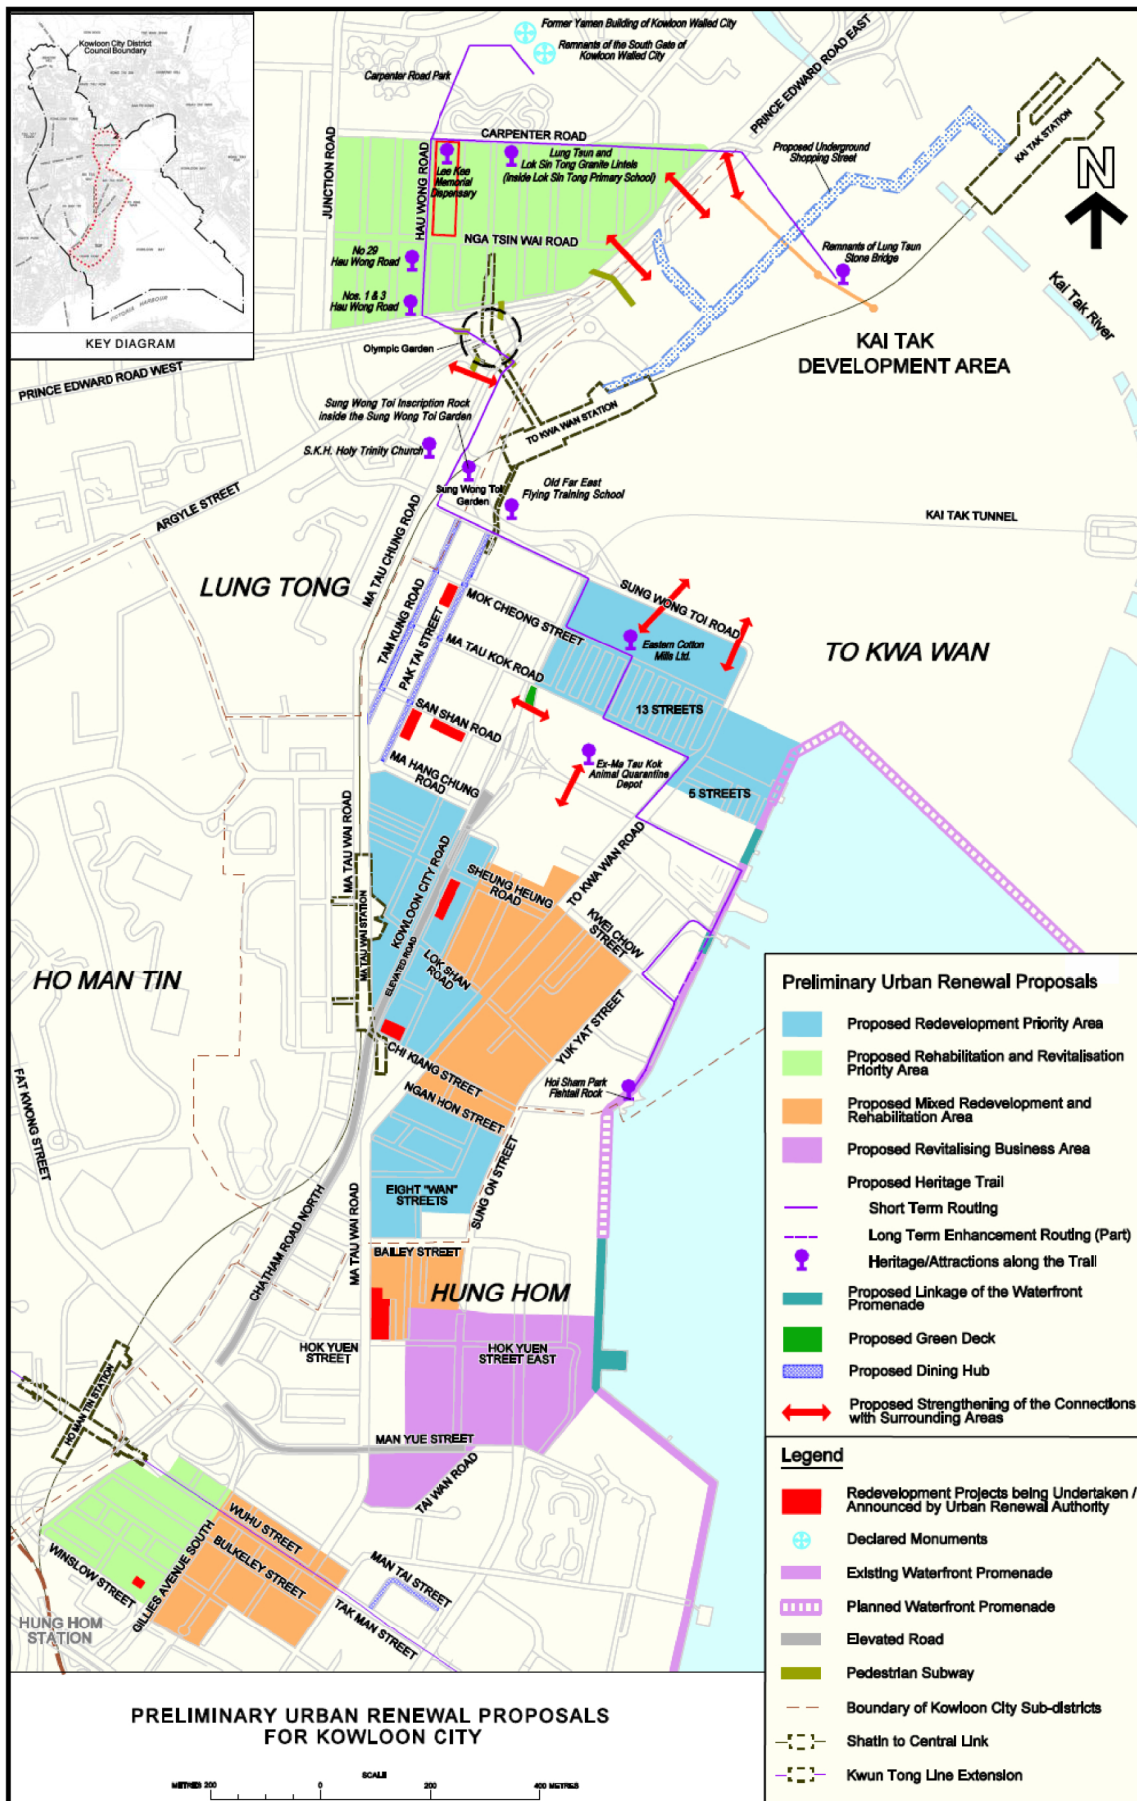 Kowloon City District
Council Boundary
VICTORIA HARBOUR
KEY DIAGRAM
Former Yamen Building of Kowloon Walled City
Remnants of the South Gate of
Kowloon Walled City
Carpenter Road Park
PRINCE EDWARD ROAD EAST
CARPENTER ROAD
JUNCTION ROAD
HAU WONG ROAD
Lee Kee
Memorial
Dispensary
Lung Tsun and
Lok Sin Tong Granite Lintels
(Inside Lok Sin Tong Primary School)
Proposed Underground
Shopping Street
KAI TAK STATION
N
NGA TSIN WAI ROAD
No 29
Hau Wong Road
Nos. 1 & 3
Hau Wong Road
Remnants of Lung Tsun
Stone Bridge
Kai Tak River
Olympic Garden
KAI TAK
DEVELOPMENT AREA
PRINCE EDWARD ROAD WEST
Sung Wong Toi Inscription Rock
inside the Sung Wong Toi Garden
TO KWA WAN STATION
S.K.H. Holy Trinity Church
Sung Wong Toi
Garden
Old Far East
Flying Training School
ARGYLE STREET
KAI TAK TUNNEL
MA TAU CHUNG ROAD
LUNG TONG
TAM KUNG ROAD
PAK TAI STREET
MOK CHEONG STREET
SUNG WONG TOI ROAD
MA TAU KOK ROAD
Eastern Cotton
Mills Ltd.
TO KWA WAN
13 STREETS
SAN SHAN ROAD
MA HANG CHUNG
ROAD
Ex-Ma Tau Kok
Animal Quarantine
Depot
5 STREETS
MA TAU WAI ROAD
KOWLOON CITY ROAD
ELEVATED ROAD
SHEUNG HEUNG
ROAD
TO KWA WAN ROAD
KWEI CHOW
STREET
MA TAU WAI STATION
LOK SHAN
ROAD
HO MAN TIN
YUK YAT STREET
CHI KIANG STREET
NGAN HON STREET
Hoi Sham Park
Fishtail Rock
FAT KWONG STREET
EIGHT "WAN"
STREETS
SUNG ON STREET
CHATHAM ROAD NORTH
MA TAU WAI ROAD
BAILEY STREET
HUNG HOM
HOK YUEN
STREET
HOK YUEN
STREET EAST
HO MAN TIN STATION
MAN YUE STREET
TAI WAN ROAD
WUHU STREET
BULKELEY STREET
WINSLOW STREET
GILLIES AVENUE SOUTH
MAN TAI STREET
TAK MAN STREET
HUNG HOM
STATION
Preliminary Urban Renewal Proposals
Proposed Redevelopment Priority Area
Proposed Rehabilitation and Revitalisation
Priority Area
Proposed Mixed Redevelopment and
Rehabilitation Area
Proposed Revitalising Business Area
Proposed Heritage Trail
Short Term Routing
Long Term Enhancement Routing (Part)
Heritage/Attractions along the Trail
Proposed Linkage of the Waterfront
Promenade
Proposed Green Deck
Proposed Dining Hub
Proposed Strengthening of the Connections
with Surrounding Areas
Legend
Redevelopment Projects being Undertaken /
Announced by Urban Renewal Authority
Declared Monuments
Existing Waterfront Promenade
Planned Waterfront Promenade
Elevated Road
Pedestrian Subway
Boundary of Kowloon City Sub-districts
Shatin to Central Link
Kwun Tong Line Extension
PRELIMINARY URBAN RENEWAL PROPOSALS
FOR KOWLOON CITY
SCALE
METRES 200 0 200 400 METRES